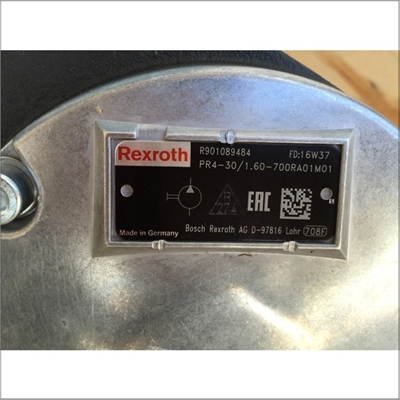 Rexroth
R901089484 FD:16W37
PR4-30/1.60-700RA01M01
EAC
Made in Germany
Bosch Rexroth AG D-97816 Lohr 708F